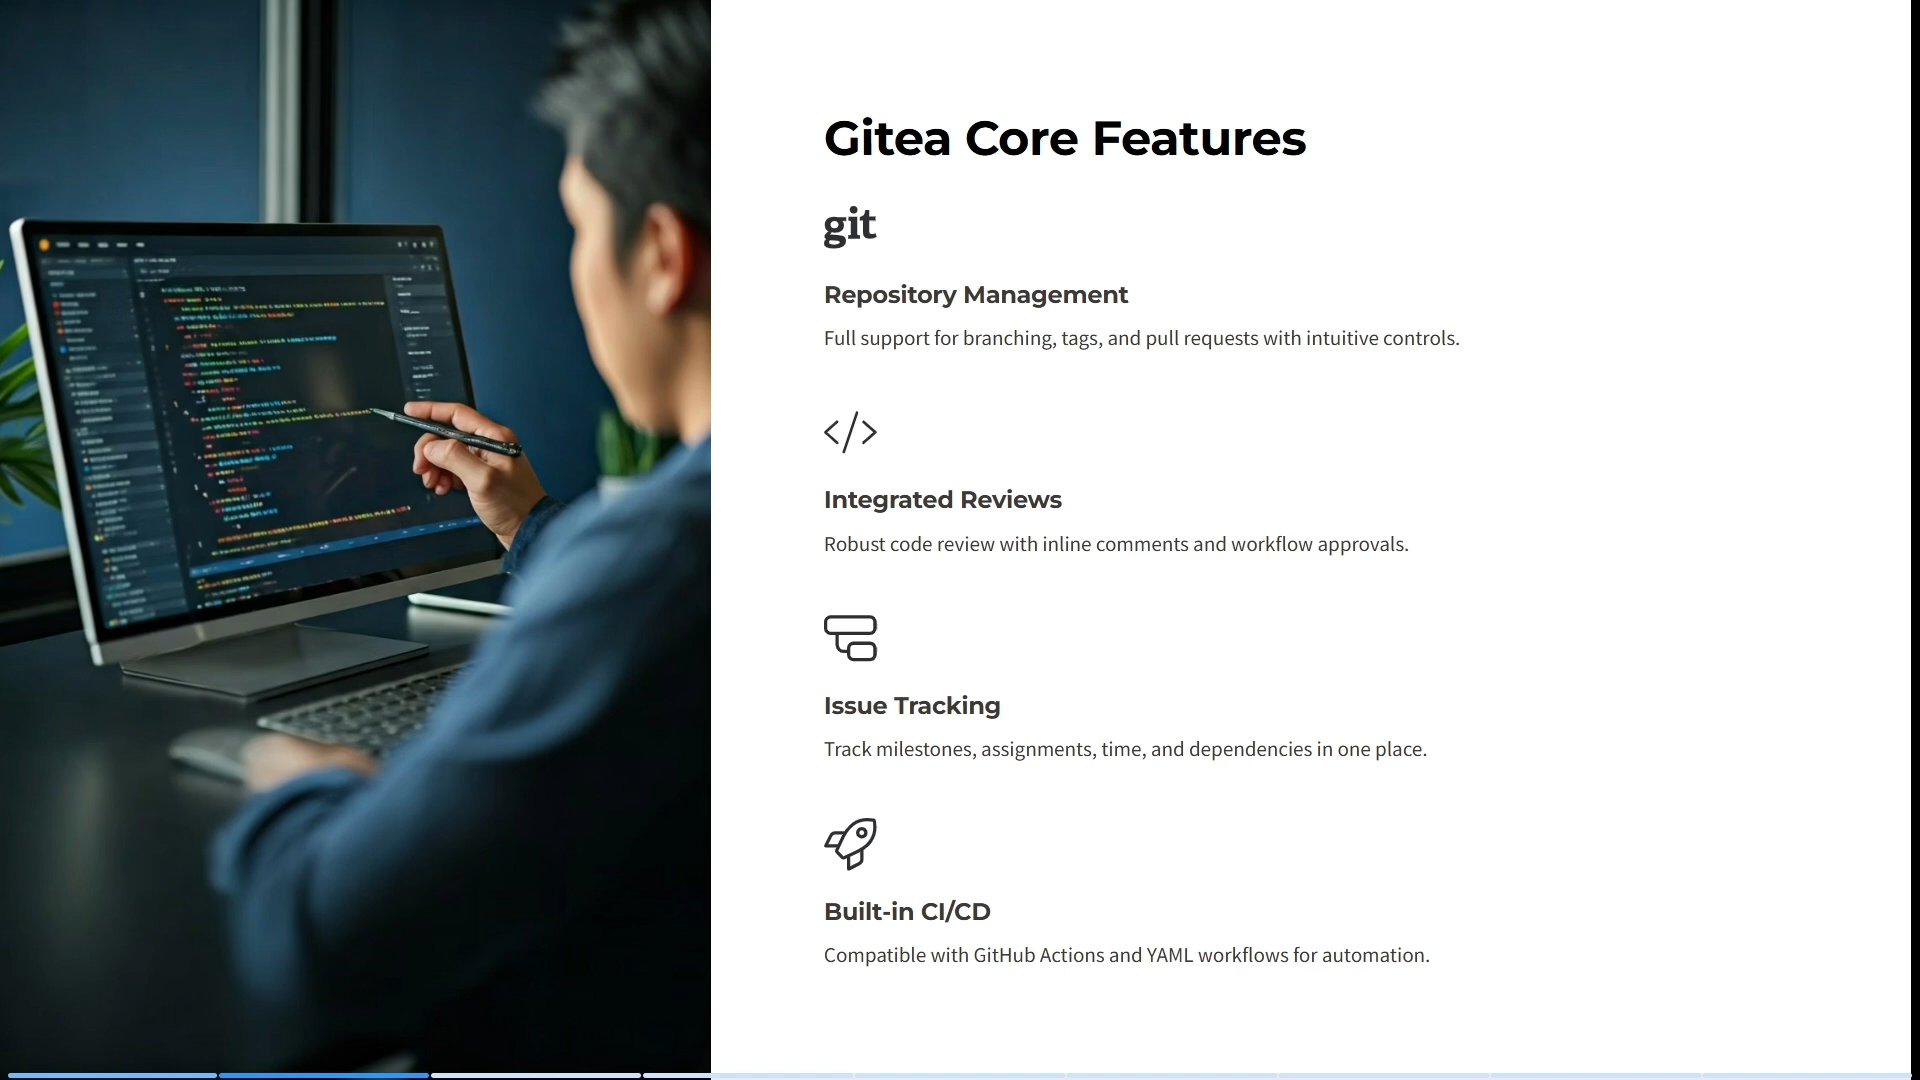 Gitea Core Features
git
Repository Management
Full support for branching, tags, and pull requests with intuitive controls.
</>
Integrated Reviews
Robust code review with inline comments and workflow approvals.
Issue Tracking
Track milestones, assignments, time, and dependencies in one place.
Built-in CI/CD
Compatible with GitHub Actions and YAML workflows for automation.